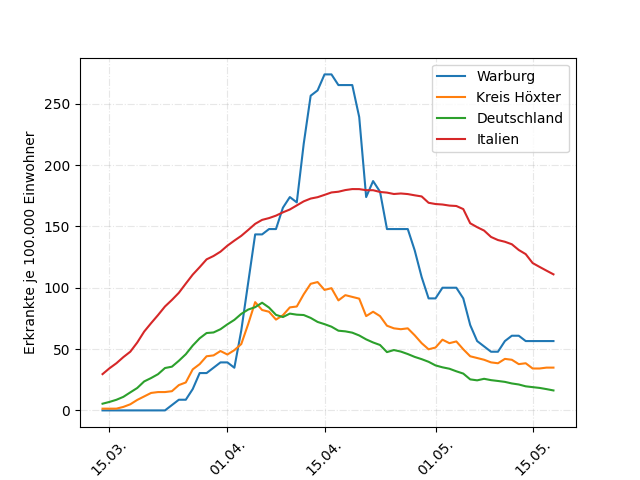 Warburg
Kreis Höxter
Deutschland
Italien
Erkrankte je 100.000 Einwohner
250
200
150
100
50
0
15.03.
01.04.
15.04.
01.05.
15.05.